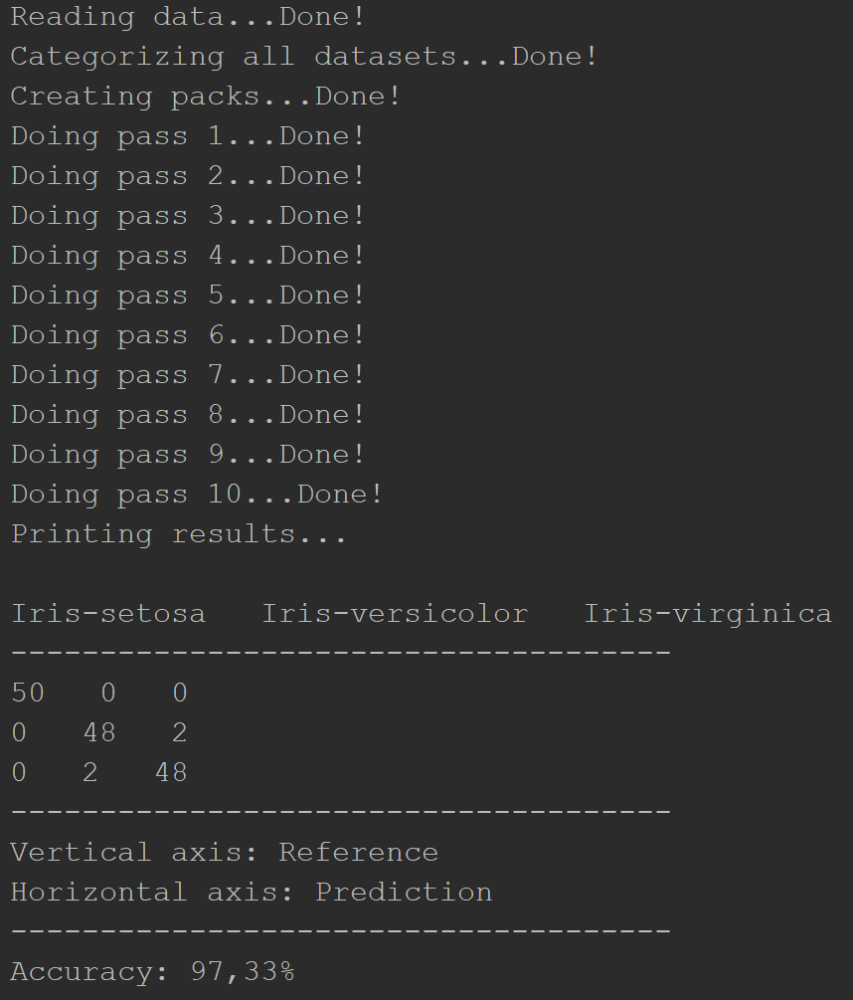 Reading data...Done!
Categorizing all datasets...Done!
Creating packs...Done!
Doing pass 1...Done!
Doing pass 2...Done!
Doing pass 3...Done!
Doing pass 4...Done!
Doing pass 5...Done!
Doing pass 6...Done!
Doing pass 7...Done!
Doing pass 8...Done!
Doing pass 9...Done!
Doing pass 10...Done!
Printing results...

Iris-setosa   Iris-versicolor   Iris-virginica
-------------------------------------
50   0   0
0   48   2
0   2   48
-------------------------------------
Vertical axis: Reference
Horizontal axis: Prediction
-------------------------------------
Accuracy: 97,33%